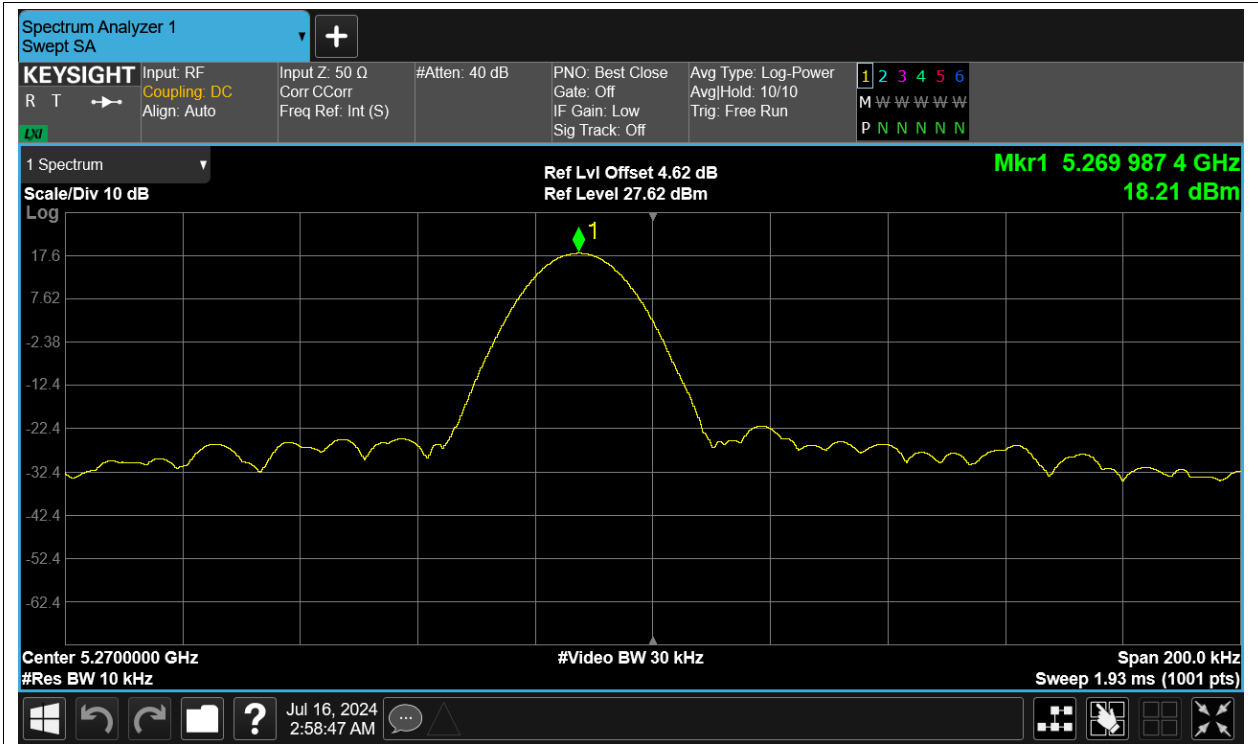 Spectrum Analyzer 1
Swept SA
KEYSIGHT
R T
LXI
Input: RF
Coupling: DC
Align: Auto
Input Z: 50 Ω
Corr CCorr
Freq Ref: Int (S)
#Atten: 40 dB
PNO: Best Close
Gate: Off
IF Gain: Low
Sig Track: Off
Avg Type: Log-Power
Avg|Hold: 10/10
Trig: Free Run
1 2 3 4 5 6
M W W W W W
P N N N N N
1 Spectrum
Scale/Div 10 dB
Ref Lvl Offset 4.62 dB
Ref Level 27.62 dBm
Mkr1 5.269 987 4 GHz
18.21 dBm
Log
1
17.6
7.62
-2.38
-12.4
-22.4
-32.4
-42.4
-52.4
-62.4
Center 5.2700000 GHz
#Video BW 30 kHz
Span 200.0 kHz
#Res BW 10 kHz
Sweep 1.93 ms (1001 pts)
?
Jul 16, 2024
2:58:47 AM